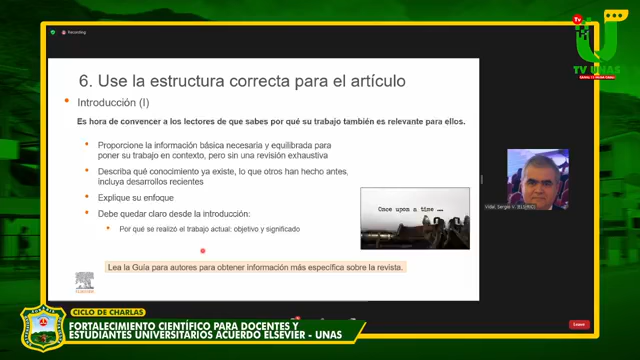 Recording
TV UNAS
6. Use la estructura correcta para el artículo
Introducción (I)
Es hora de convencer a los lectores de que sabes por qué su trabajo también es relevante para ellos.
Proporcione la información básica necesaria y equilibrada para
poner su trabajo en contexto, pero sin una revisión exhaustiva
Describa qué conocimiento ya existe, lo que otros han hecho antes,
incluya desarrollos recientes
Explique su enfoque
Debe quedar claro desde la introducción:
Por qué se realizó el trabajo actual: objetivo y significado
Once upon a time ...
Lea la Guía para autores para obtener información más específica sobre la revista.
ELSEVIER
Vidal, Sergio V. (ELS-RIO)
Leave
CICLO DE CHARLAS
FORTALECIMIENTO CIENTÍFICO PARA DOCENTES Y
ESTUDIANTES UNIVERSITARIOS ACUERDO ELSEVIER - UNAS